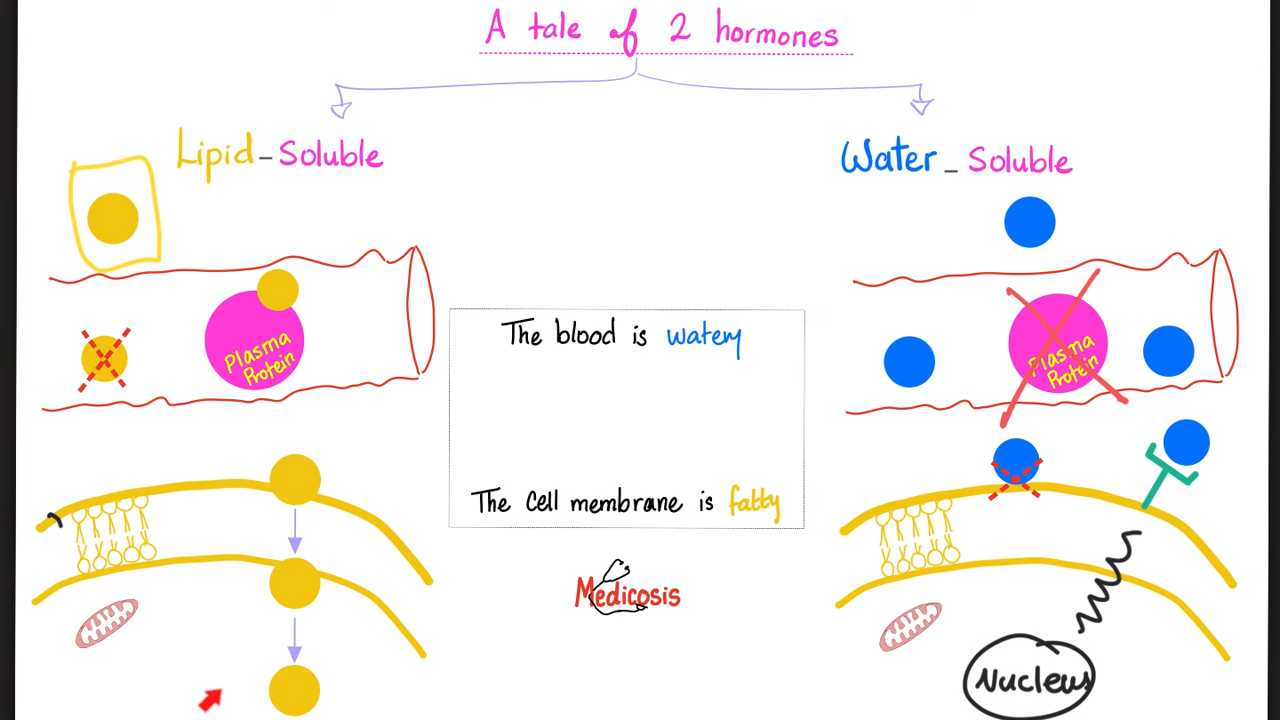 A tale of 2 hormones
Lipid-Soluble
Water-Soluble
Plasma
Protein
Plasma
Protein
The blood is watery
The cell membrane is fatty
Medicosis
Nucleus